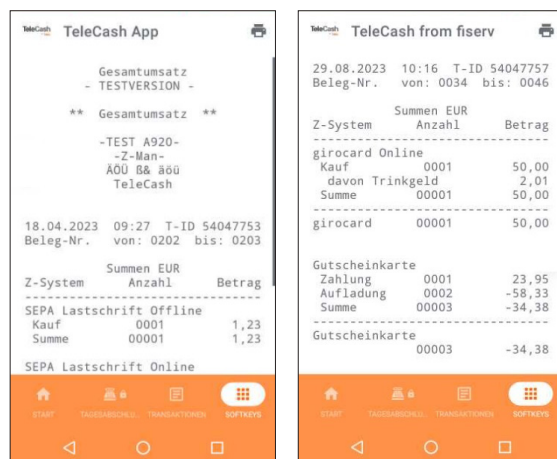 TeleCash TeleCash App
Gesamtumsatz
- TESTVERSION -
** Gesamtumsatz **
-TEST A920-
-Z-Man-
ÄÖÜ ß& äöü
TeleCash
18.04.2023 09:27 T-ID 54047753
Beleg-Nr. von: 0202 bis: 0203
Summen EUR
Z-System Anzahl Betrag
SEPA Lastschrift Offline
Kauf 0001 1,23
Summe 00001 1,23
SEPA Lastschrift Online
START TAGESABSCHLU... TRANSAKTIONEN SOFTKEYS
TeleCash TeleCash from fiserv
29.08.2023 10:16 T-ID 54047757
Beleg-Nr. von: 0034 bis: 0046
Summen EUR
Z-System Anzahl Betrag
girocard Online
Kauf 0001 50,00
davon Trinkgeld 2,01
Summe 00001 50,00
girocard 00001 50,00
Gutscheinkarte
Zahlung 0001 23,95
Aufladung 0002 -58,33
Summe 00003 -34,38
Gutscheinkarte
00003 -34,38
START TAGESABSCHLU... TRANSAKTIONEN SOFTKEYS